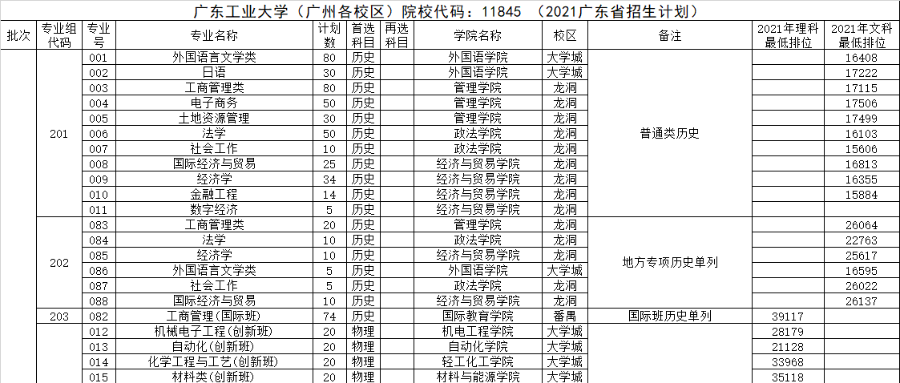 广东工业大学（广州各校区）院校代码：11845 （2021广东省招生计划）
批次 专业组代码 专业号 专业名称 计划数 首选科目 再选科目 学院名称 校区 备注 2021年理科最低排位 2021年文科最低排位
201 普通类历史
001 外国语言文学类 80 历史 外国语学院 大学城 16408
002 日语 30 历史 外国语学院 大学城 17222
003 工商管理类 80 历史 管理学院 龙洞 17115
004 电子商务 50 历史 管理学院 龙洞 17506
005 土地资源管理 30 历史 管理学院 龙洞 17499
006 法学 50 历史 政法学院 龙洞 16103
007 社会工作 10 历史 政法学院 龙洞 15606
008 国际经济与贸易 25 历史 经济与贸易学院 龙洞 16813
009 经济学 34 历史 经济与贸易学院 龙洞 16355
010 金融工程 14 历史 经济与贸易学院 龙洞 15884
011 数字经济 5 历史 经济与贸易学院 龙洞
202 地方专项历史单列
083 工商管理类 20 历史 管理学院 龙洞 26064
084 法学 10 历史 政法学院 龙洞 22763
085 经济学 10 历史 经济与贸易学院 龙洞 25617
086 外国语言文学类 5 历史 外国语学院 大学城 16595
087 社会工作 5 历史 政法学院 龙洞 26022
088 国际经济与贸易 10 历史 经济与贸易学院 龙洞 26137
203 082 工商管理(国际班) 74 历史 国际教育学院 番禺 国际班历史单列 39117
012 机械电子工程(创新班) 20 物理 机电工程学院 大学城 28179
013 自动化(创新班) 20 物理 自动化学院 大学城 21128
014 化学工程与工艺(创新班) 20 物理 轻工化工学院 大学城 33968
015 材料类(创新班) 20 物理 材料与能源学院 大学城 35118